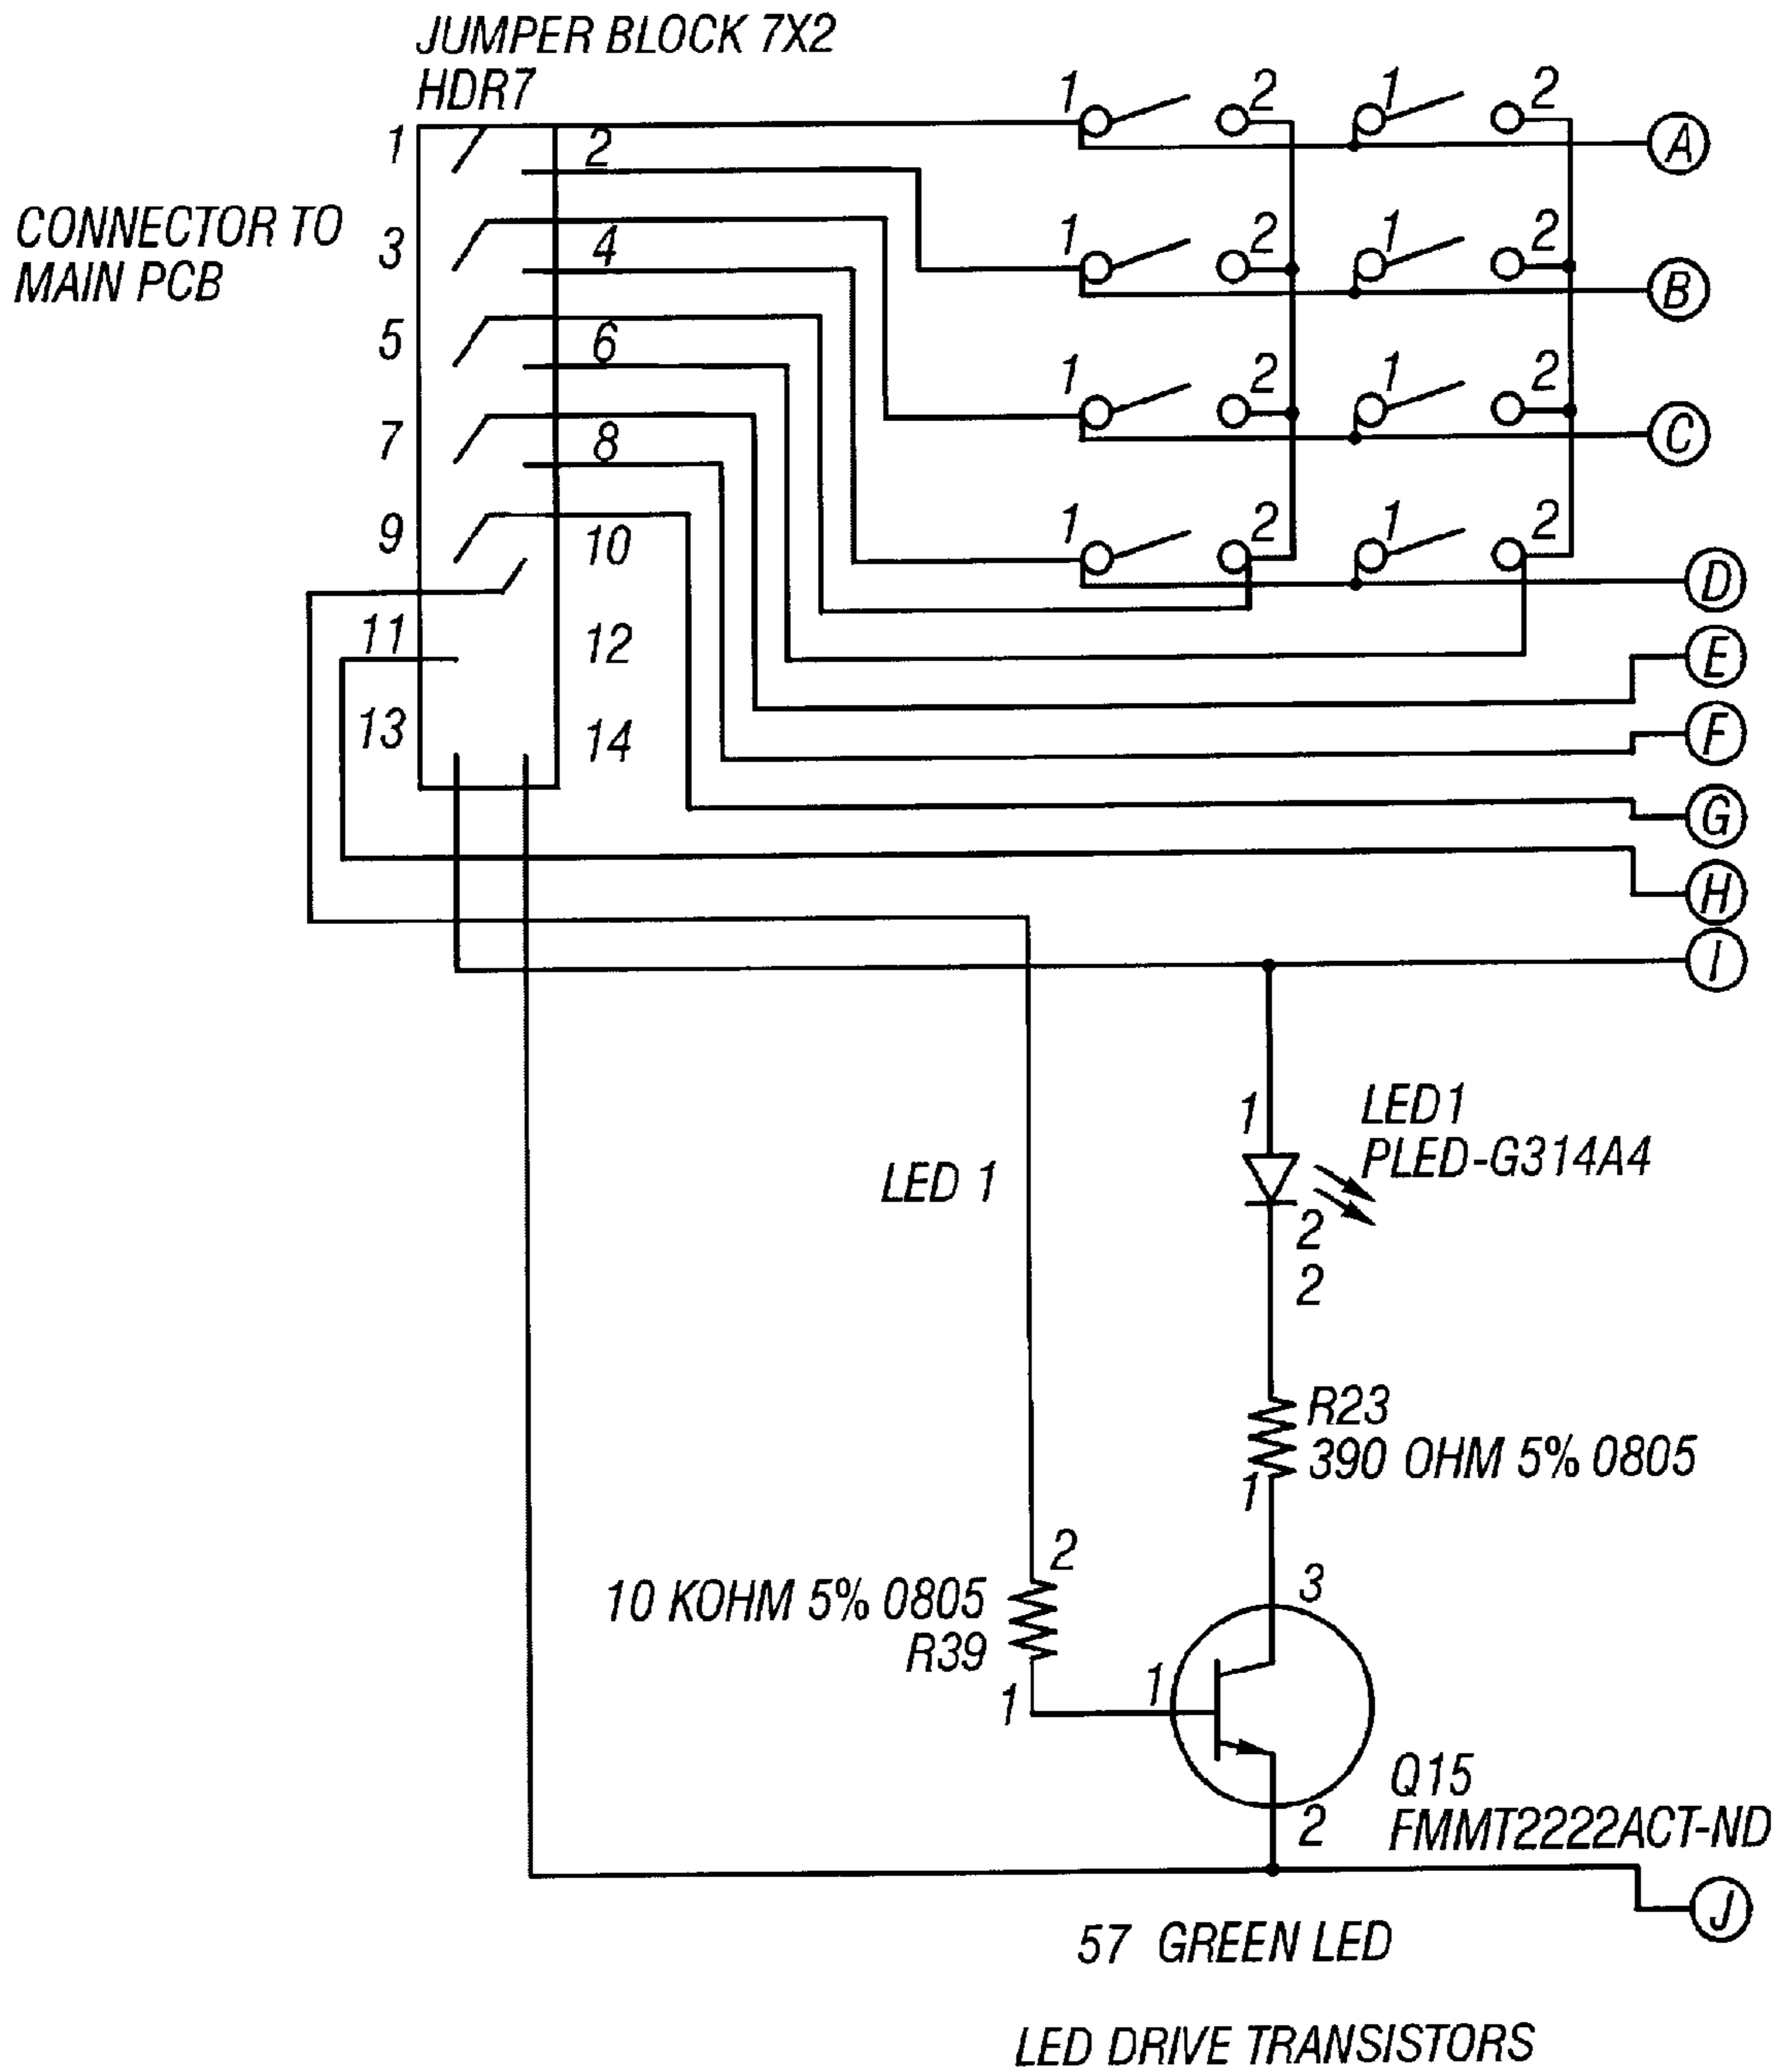 JUMPER BLOCK 7X2
HDR7
1 2 1 2
1 2 A
CONNECTOR TO
MAIN PCB
1 2 1 2
3 4 B
5 6 1 2 1 2
7 8 C
9 10 1 2 1 2
D
11 12 E
13 14 F
G
H
I
1 LED1
PLED-G314A4
LED 1
2
2
R23
390 OHM 5% 0805
1
2
10 KOHM 5% 0805
R39
3
1 1
Q15
FMMT2222ACT-ND
2
J
57 GREEN LED
LED DRIVE TRANSISTORS